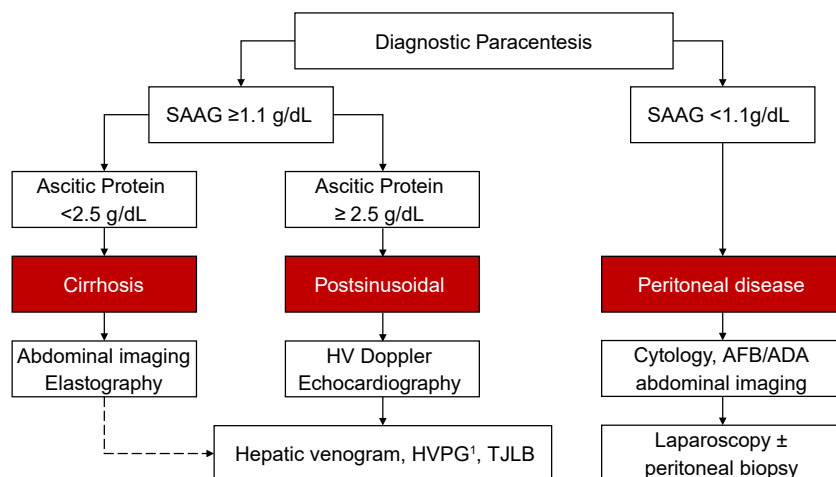 Diagnostic Paracentesis
SAAG ≥1.1 g/dL
SAAG <1.1g/dL
Ascitic Protein
<2.5 g/dL
Ascitic Protein
≥ 2.5 g/dL
Cirrhosis
Postsinusoidal
Peritoneal disease
Abdominal imaging
Elastography
HV Doppler
Echocardiography
Cytology, AFB/ADA
abdominal imaging
Hepatic venogram, HVPG¹, TJLB
Laparoscopy ±
peritoneal biopsy